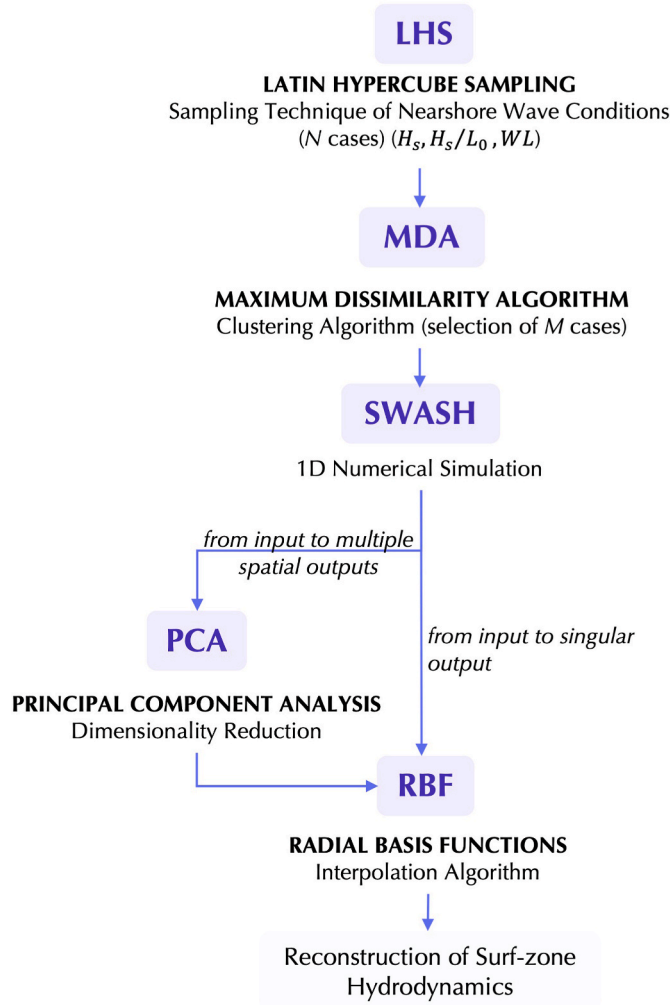 LHS
LATIN HYPERCUBE SAMPLING
Sampling Technique of Nearshore Wave Conditions
(N cases) (Hₛ, Hₛ/L₀ , WL)
MDA
MAXIMUM DISSIMILARITY ALGORITHM
Clustering Algorithm (selection of M cases)
SWASH
1D Numerical Simulation
from input to multiple
spatial outputs
PCA
PRINCIPAL COMPONENT ANALYSIS
Dimensionality Reduction
from input to singular
output
RBF
RADIAL BASIS FUNCTIONS
Interpolation Algorithm
Reconstruction of Surf-zone
Hydrodynamics